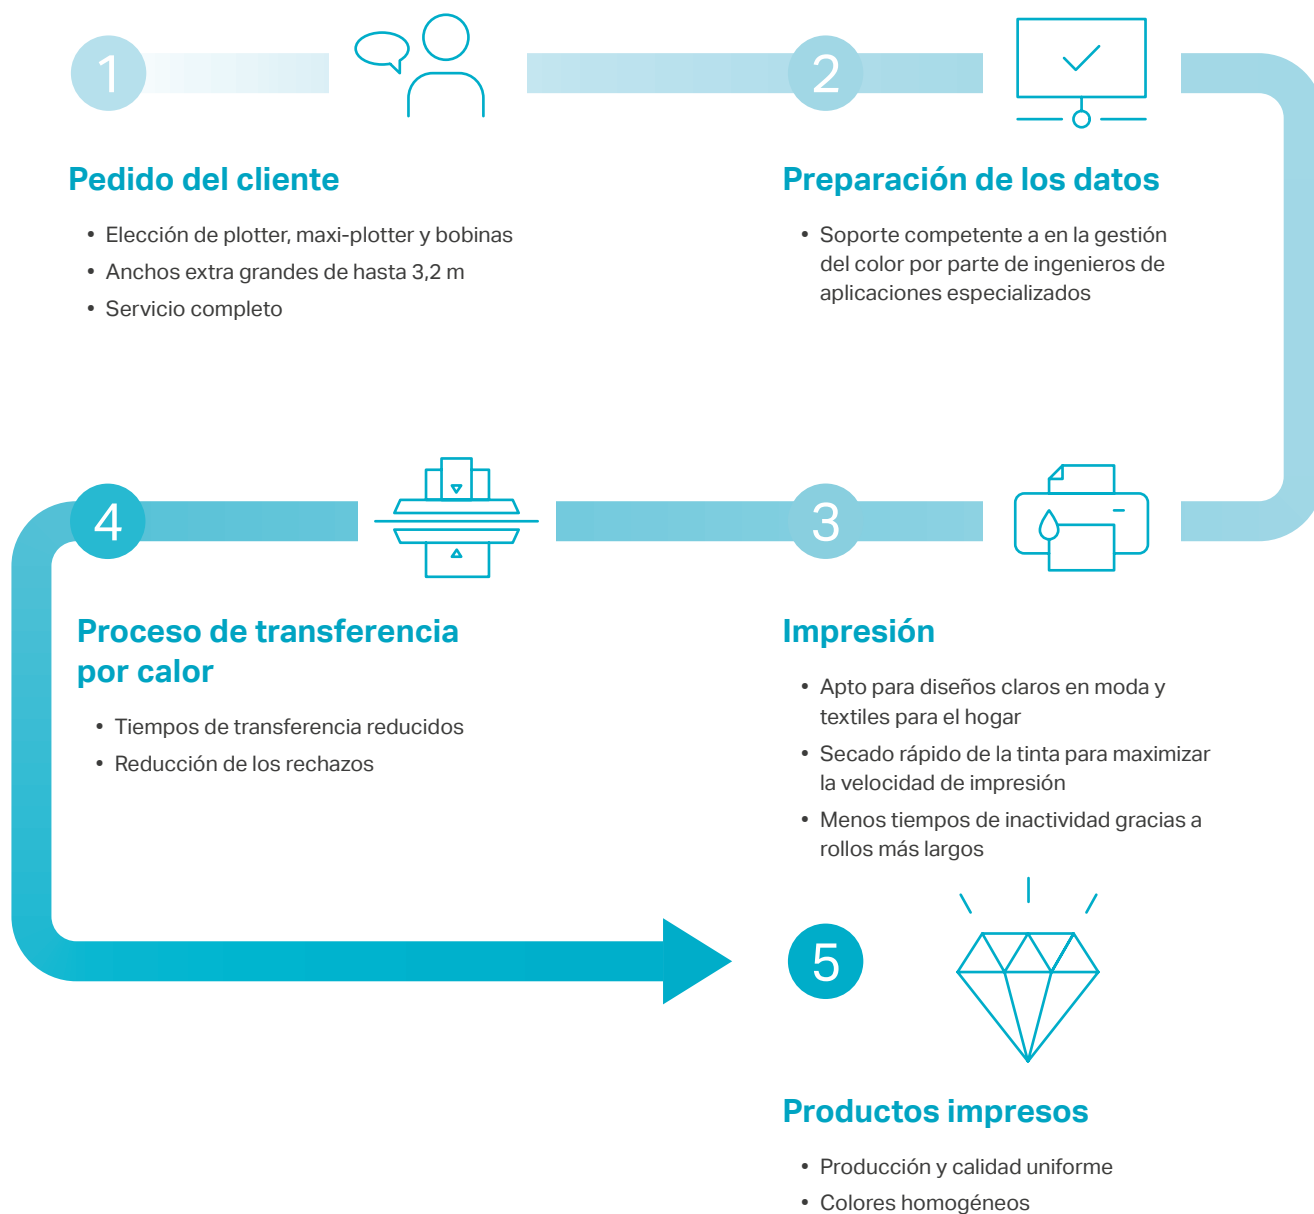 1
Pedido del cliente
• Elección de plotter, maxi-plotter y bobinas
• Anchos extra grandes de hasta 3,2 m
• Servicio completo
2
Preparación de los datos
• Soporte competente a en la gestión
del color por parte de ingenieros de
aplicaciones especializados
3
Impresión
• Apto para diseños claros en moda y
textiles para el hogar
• Secado rápido de la tinta para maximizar
la velocidad de impresión
• Menos tiempos de inactividad gracias a
rollos más largos
4
Proceso de transferencia
por calor
• Tiempos de transferencia reducidos
• Reducción de los rechazos
5
Productos impresos
• Producción y calidad uniforme
• Colores homogéneos